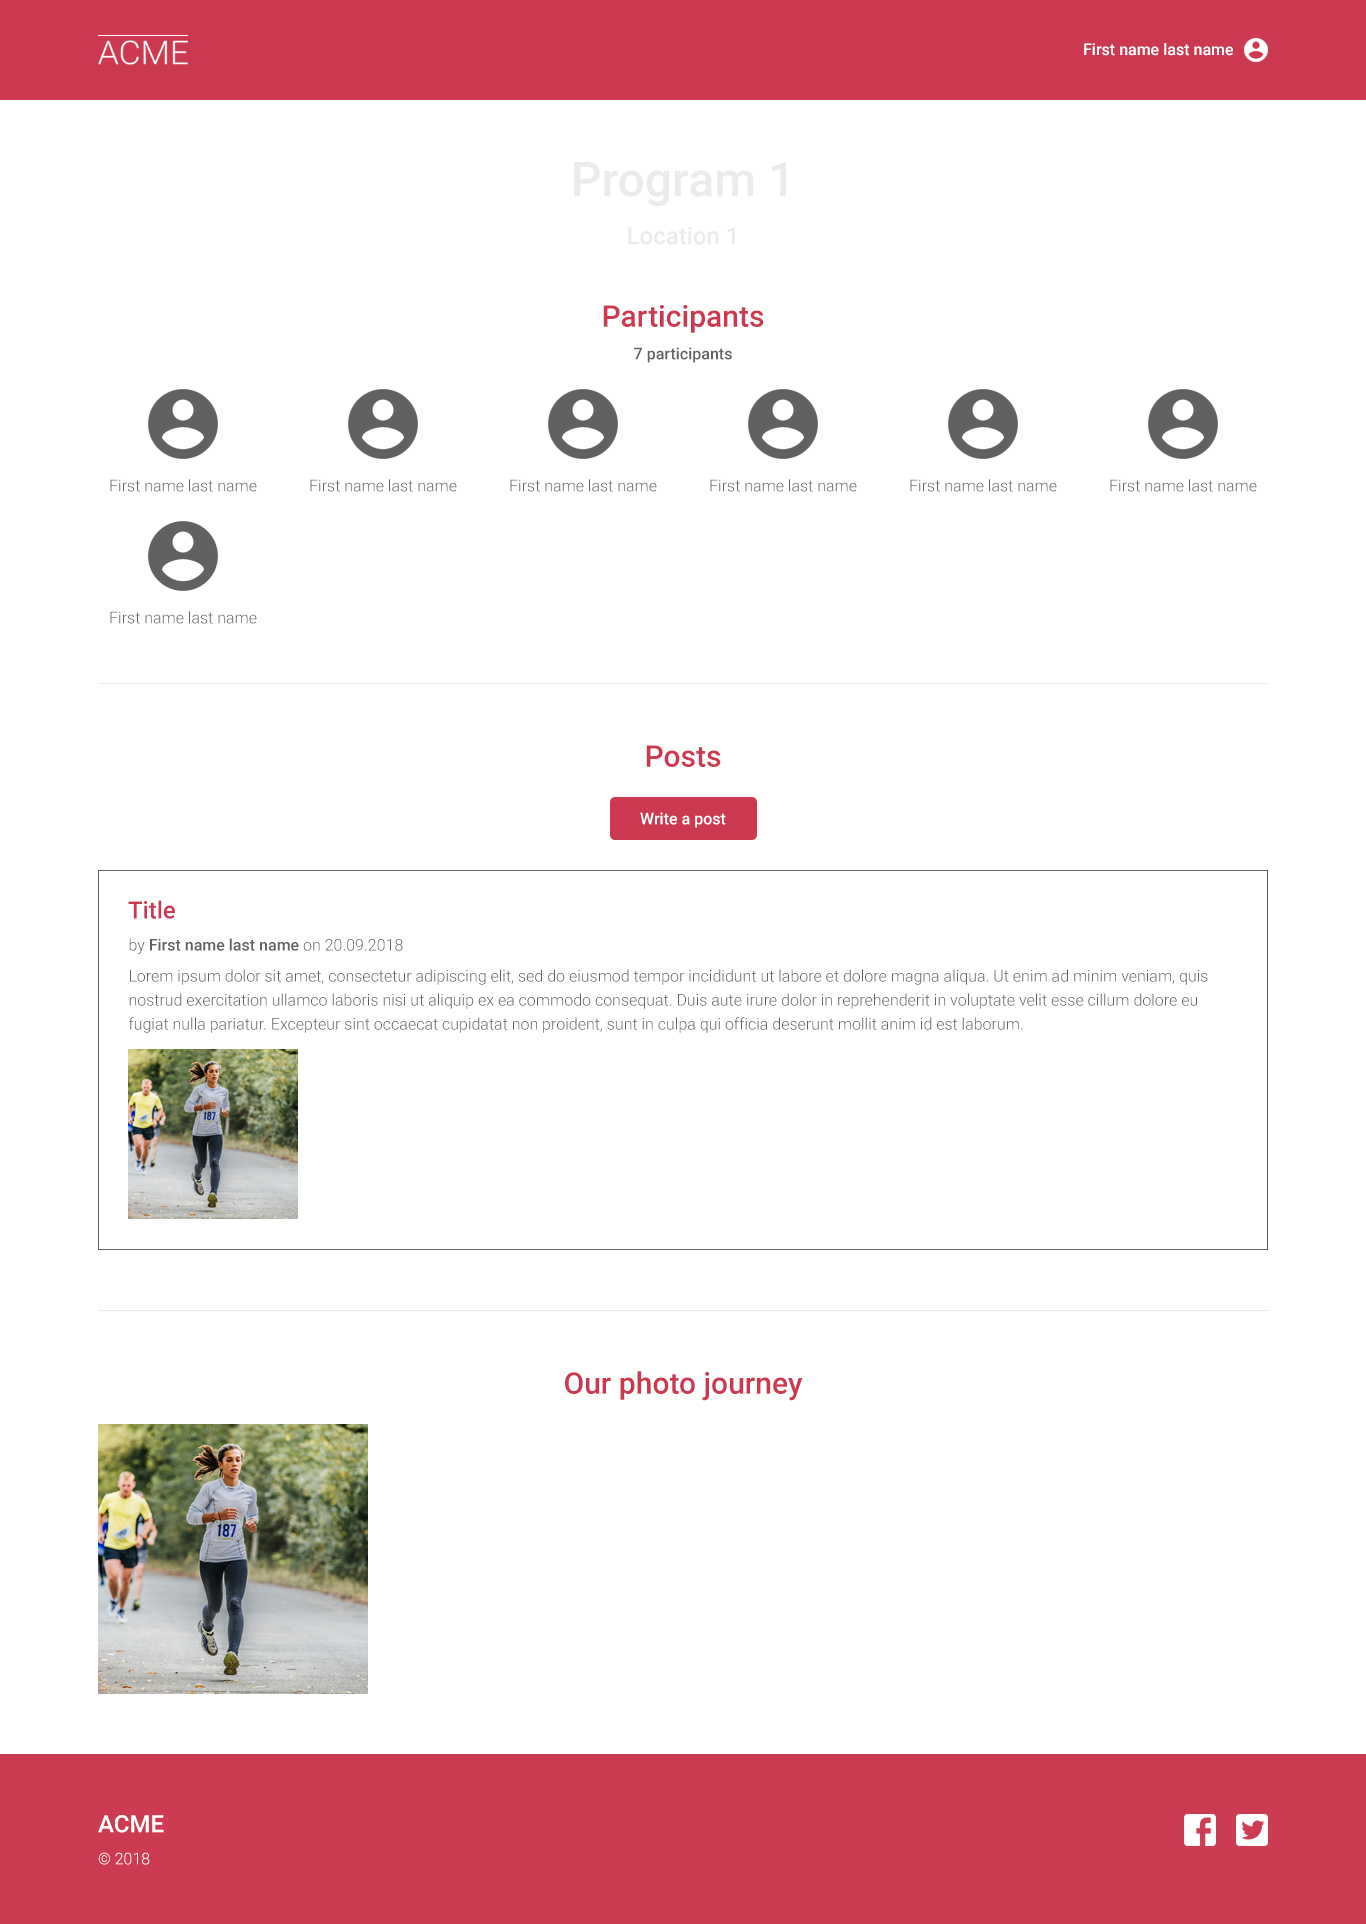 ACME
First name last name
Program 1
Location 1
Participants
7 participants
First name last name
First name last name
First name last name
First name last name
First name last name
First name last name
First name last name
Posts
Write a post
Title
by First name last name on 20.09.2018
Lorem ipsum dolor sit amet, consectetur adipiscing elit, sed do eiusmod tempor incididunt ut labore et dolore magna aliqua. Ut enim ad minim veniam, quis
nostrud exercitation ullamco laboris nisi ut aliquip ex ea commodo consequat. Duis aute irure dolor in reprehenderit in voluptate velit esse cillum dolore eu
fugiat nulla pariatur. Excepteur sint occaecat cupidatat non proident, sunt in culpa qui officia deserunt mollit anim id est laborum.
187
Our photo journey
187
ACME
© 2018